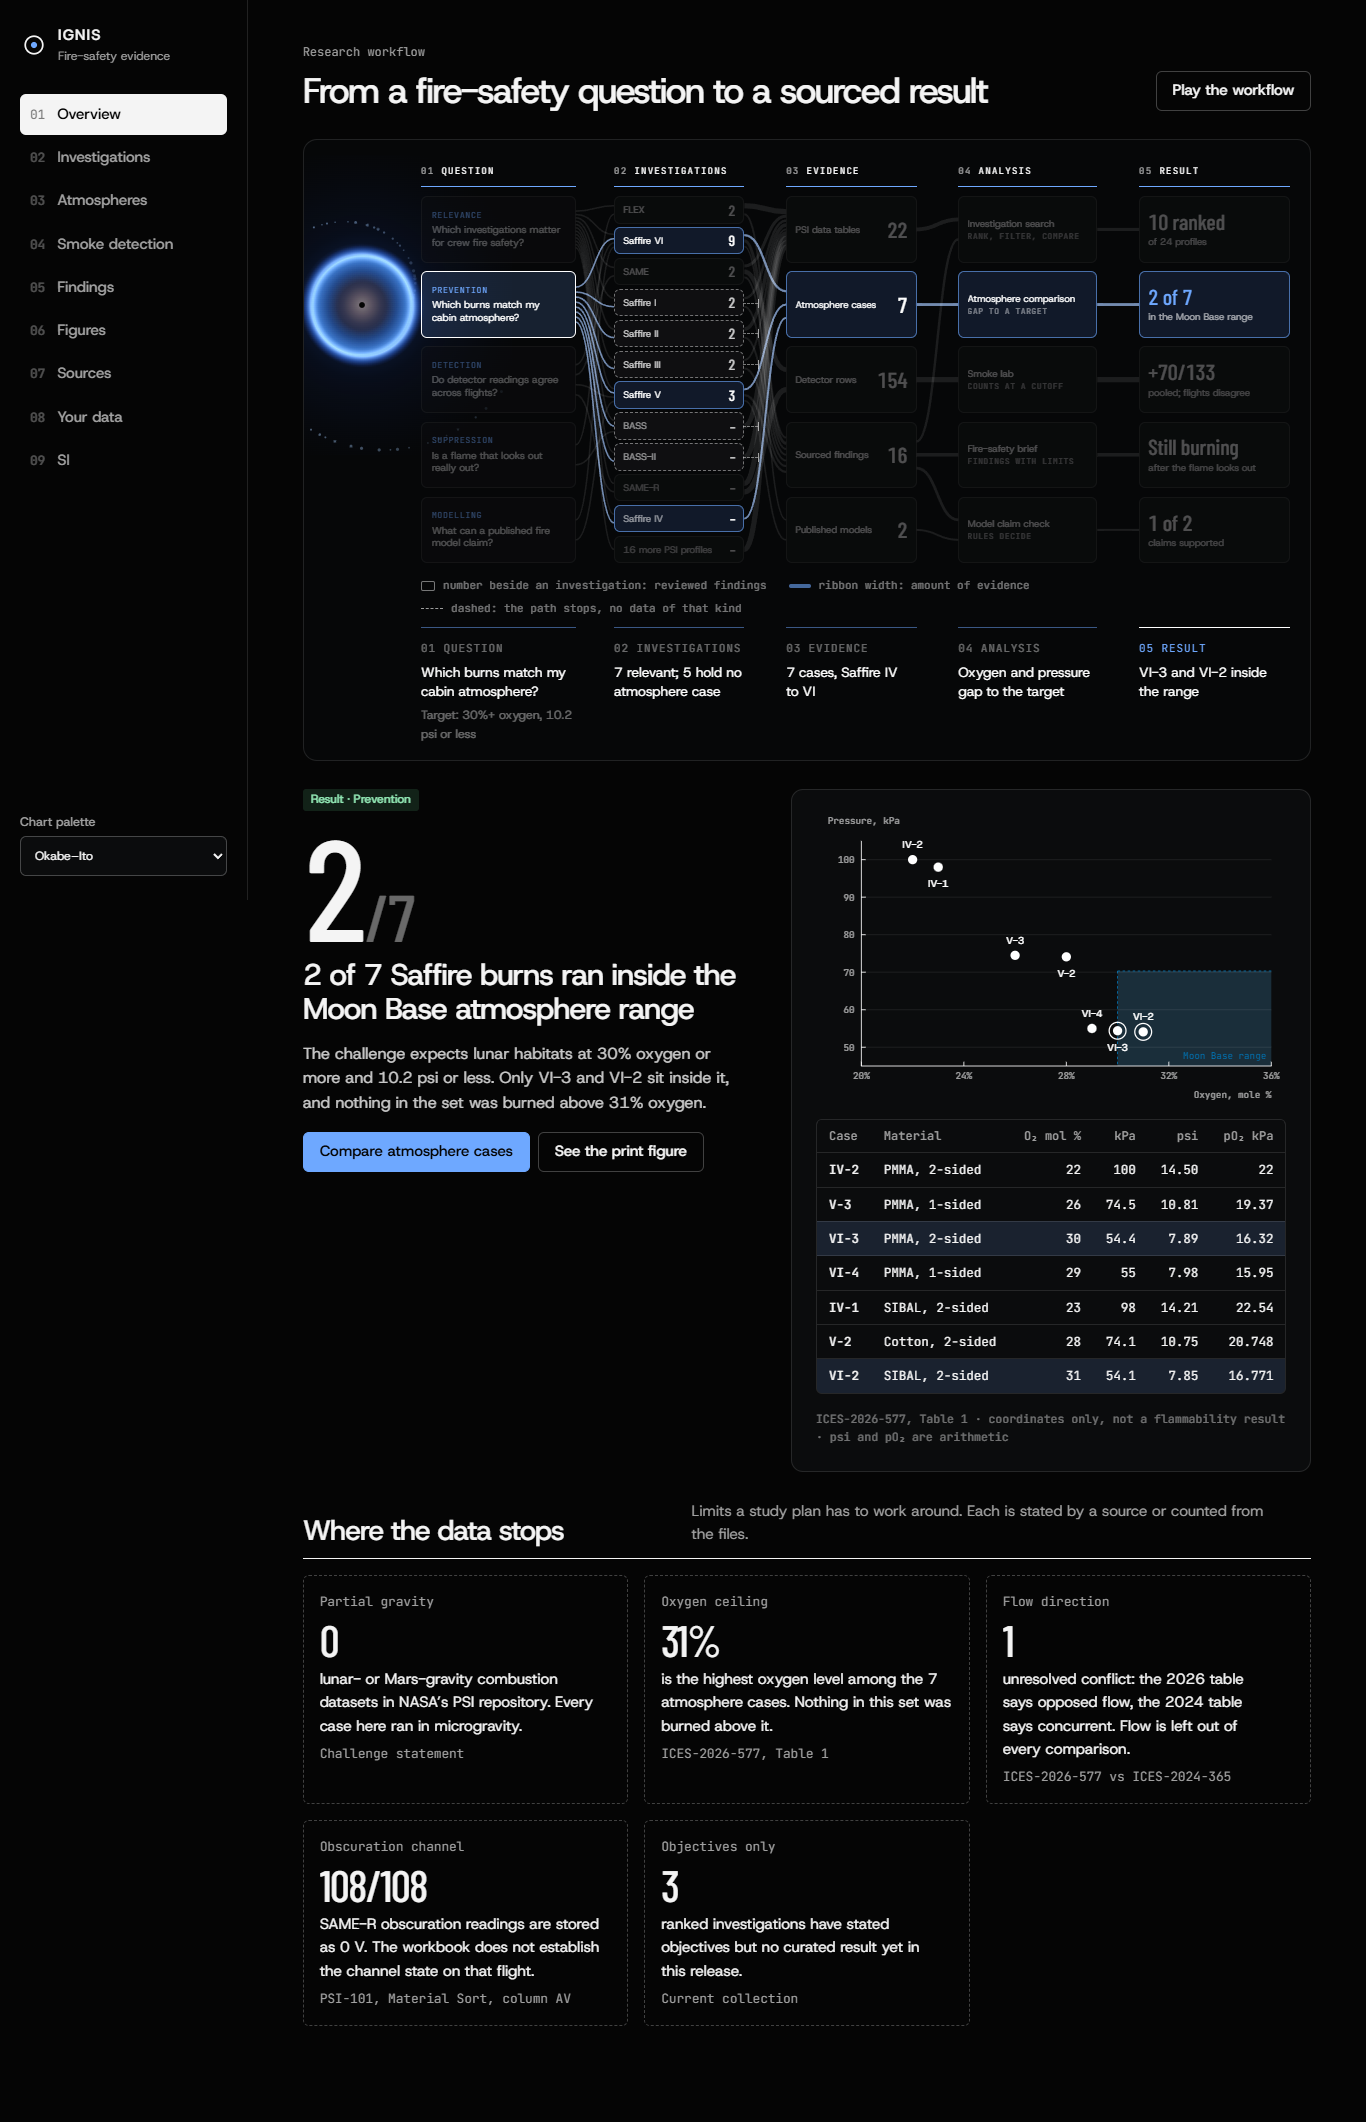 IGNIS
Fire-safety evidence
01 Overview
02 Investigations
03 Atmospheres
04 Smoke detection
05 Findings
06 Figures
07 Sources
08 Your data
09 SI
Chart palette
Okabe-Ito
Research workflow
From a fire-safety question to a sourced result
Play the workflow
01 QUESTION
RELEVANCE
Which investigations matter
for crew fire safety?
PREVENTION
Which burns match my
cabin atmosphere?
DETECTION
Do detector readings agree
across flights?
SUPPRESSION
Is a flame that looks out
really out?
MODELLING
What can a published fire
model claim?
02 INVESTIGATIONS
FLEX 2
Saffire VI 9
SAME 2
Saffire I 2
Saffire II 2
Saffire III 2
Saffire V 3
BASS –
BASS-II –
SAME-R –
Saffire IV –
16 more PSI profiles –
03 EVIDENCE
PSI data tables 22
Atmosphere cases 7
Detector rows 154
Sourced findings 16
Published models 2
04 ANALYSIS
Investigation search
RANK, FILTER, COMPARE
Atmosphere comparison
GAP TO A TARGET
Smoke lab
COUNTS AT A CUTOFF
Fire-safety brief
FINDINGS WITH LIMITS
Model claim check
RULES DECIDE
05 RESULT
10 ranked
of 24 profiles
2 of 7
in the Moon Base range
+70/133
pooled; flights disagree
Still burning
after the flame looks out
1 of 2
claims supported
number beside an investigation: reviewed findings
ribbon width: amount of evidence
dashed: the path stops, no data of that kind
01 QUESTION
Which burns match my
cabin atmosphere?
Target: 30%+ oxygen, 10.2
psi or less
02 INVESTIGATIONS
7 relevant; 5 hold no
atmosphere case
03 EVIDENCE
7 cases, Saffire IV
to VI
04 ANALYSIS
Oxygen and pressure
gap to the target
05 RESULT
VI-3 and VI-2 inside
the range
Result · Prevention
2/7
2 of 7 Saffire burns ran inside the
Moon Base atmosphere range
The challenge expects lunar habitats at 30% oxygen or
more and 10.2 psi or less. Only VI-3 and VI-2 sit inside it,
and nothing in the set was burned above 31% oxygen.
Compare atmosphere cases
See the print figure
Pressure, kPa
100
90
80
70
60
50
IV-2
IV-1
V-3
V-2
VI-4
VI-3
VI-2
Moon Base range
20% 24% 28% 32% 36%
Oxygen, mole %
Case Material O₂ mol % kPa psi pO₂ kPa
IV-2 PMMA, 2-sided 22 100 14.50 22
V-3 PMMA, 1-sided 26 74.5 10.81 19.37
VI-3 PMMA, 2-sided 30 54.4 7.89 16.32
VI-4 PMMA, 1-sided 29 55 7.98 15.95
IV-1 SIBAL, 2-sided 23 98 14.21 22.54
V-2 Cotton, 2-sided 28 74.1 10.75 20.748
VI-2 SIBAL, 2-sided 31 54.1 7.85 16.771
ICES-2026-577, Table 1 · coordinates only, not a flammability result
· psi and pO₂ are arithmetic
Where the data stops
Limits a study plan has to work around. Each is stated by a source or counted from
the files.
Partial gravity
0
lunar- or Mars-gravity combustion
datasets in NASA's PSI repository. Every
case here ran in microgravity.
Challenge statement
Oxygen ceiling
31%
is the highest oxygen level among the 7
atmosphere cases. Nothing in this set was
burned above it.
ICES-2026-577, Table 1
Flow direction
1
unresolved conflict: the 2026 table
says opposed flow, the 2024 table
says concurrent. Flow is left out of
every comparison.
ICES-2026-577 vs ICES-2024-365
Obscuration channel
108/108
SAME-R obscuration readings are stored
as 0 V. The workbook does not establish
the channel state on that flight.
PSI-101, Material Sort, column AV
Objectives only
3
ranked investigations have stated
objectives but no curated result yet in
this release.
Current collection